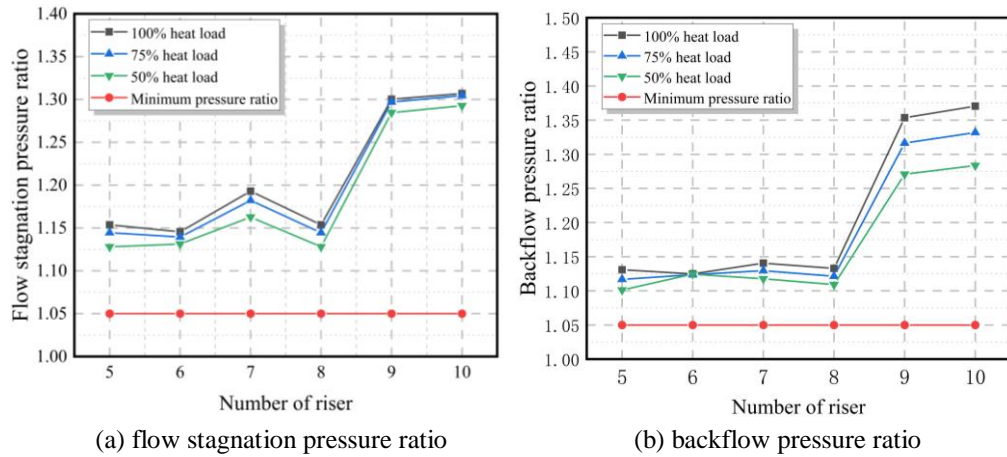 1.40
1.35
1.30
1.25
1.20
1.15
1.10
1.05
1.00
Flow stagnation pressure ratio
100% heat load
75% heat load
50% heat load
Minimum pressure ratio
5 6 7 8 9 10
Number of riser
(a) flow stagnation pressure ratio
1.50
1.45
1.40
1.35
1.30
1.25
1.20
1.15
1.10
1.05
1.00
Backflow pressure ratio
100% heat load
75% heat load
50% heat load
Minimum pressure ratio
5 6 7 8 9 10
Number of riser
(b) backflow pressure ratio